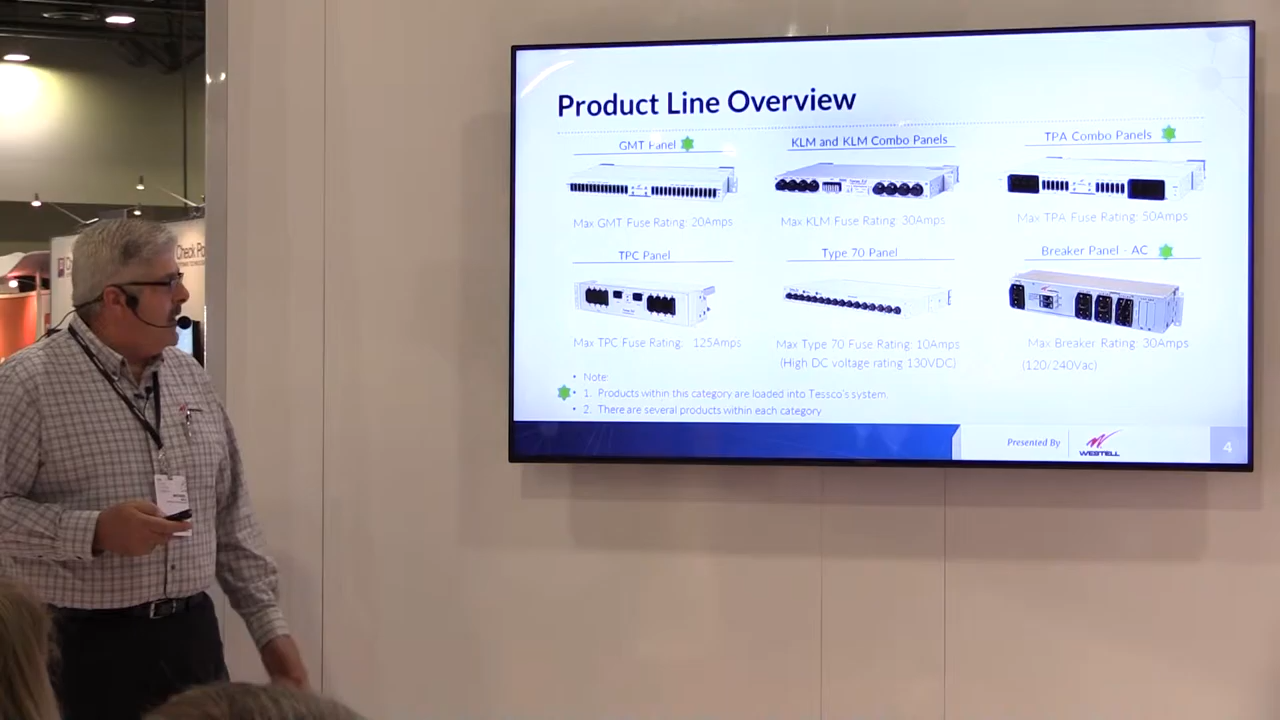 Product Line Overview
GMT Panel
KLM and KLM Combo Panels
TPA Combo Panels
Max GMT Fuse Rating: 20Amps
Max KLM Fuse Rating: 30Amps
Max TPA Fuse Rating: 50Amps
TPC Panel
Type 70 Panel
Breaker Panel - AC
Max TPC Fuse Rating: 125Amps
Max Type 70 Fuse Rating: 10Amps
(High DC voltage rating 130VDC)
Max Breaker Rating: 30Amps
(120/240Vac)
• Note:
• 1. Products within this category are loaded into Tessco's system.
• 2. There are several products within each category
Presented By
WESTELL
4
Check Po